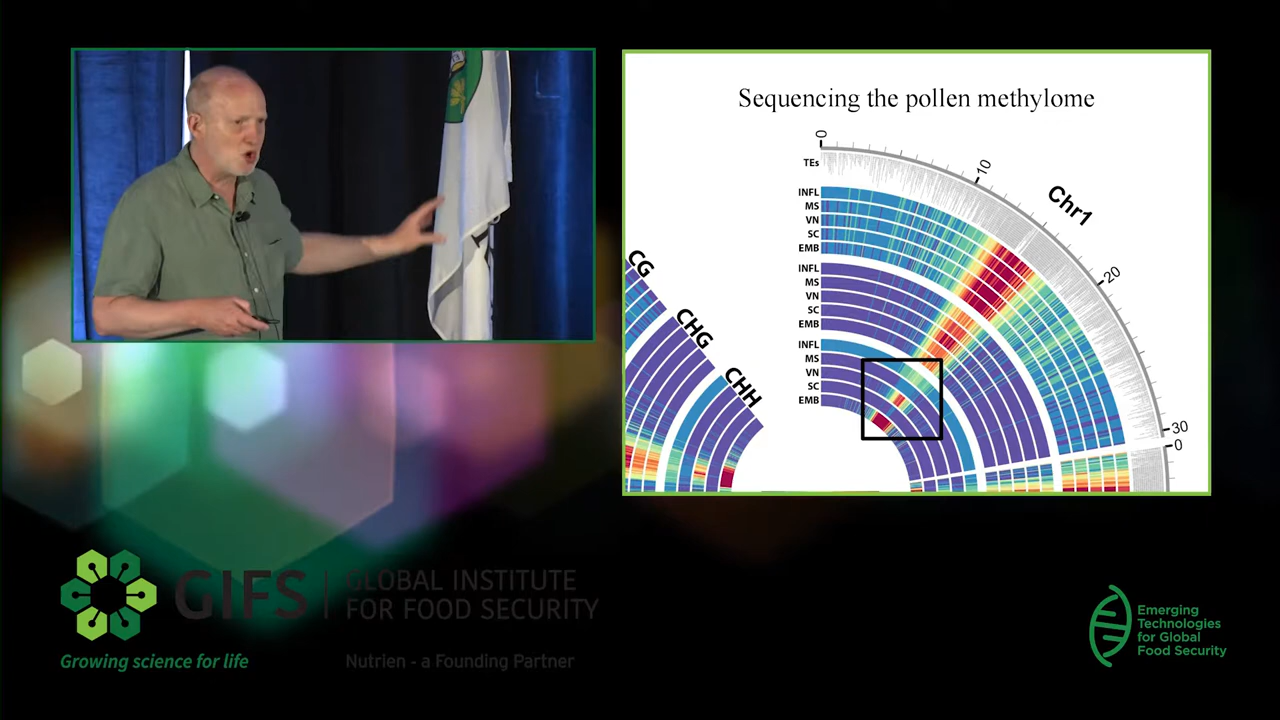 Sequencing the pollen methylome
0
TEs
10
Chr1
20
30
0
INFL
MS
VN
SC
EMB
INFL
MS
VN
SC
EMB
INFL
MS
VN
SC
EMB
CG
CHG
CHH
GIFS
GLOBAL INSTITUTE
FOR FOOD SECURITY
Growing science for life
Nutrien - a Founding Partner
Emerging
Technologies
for Global
Food Security